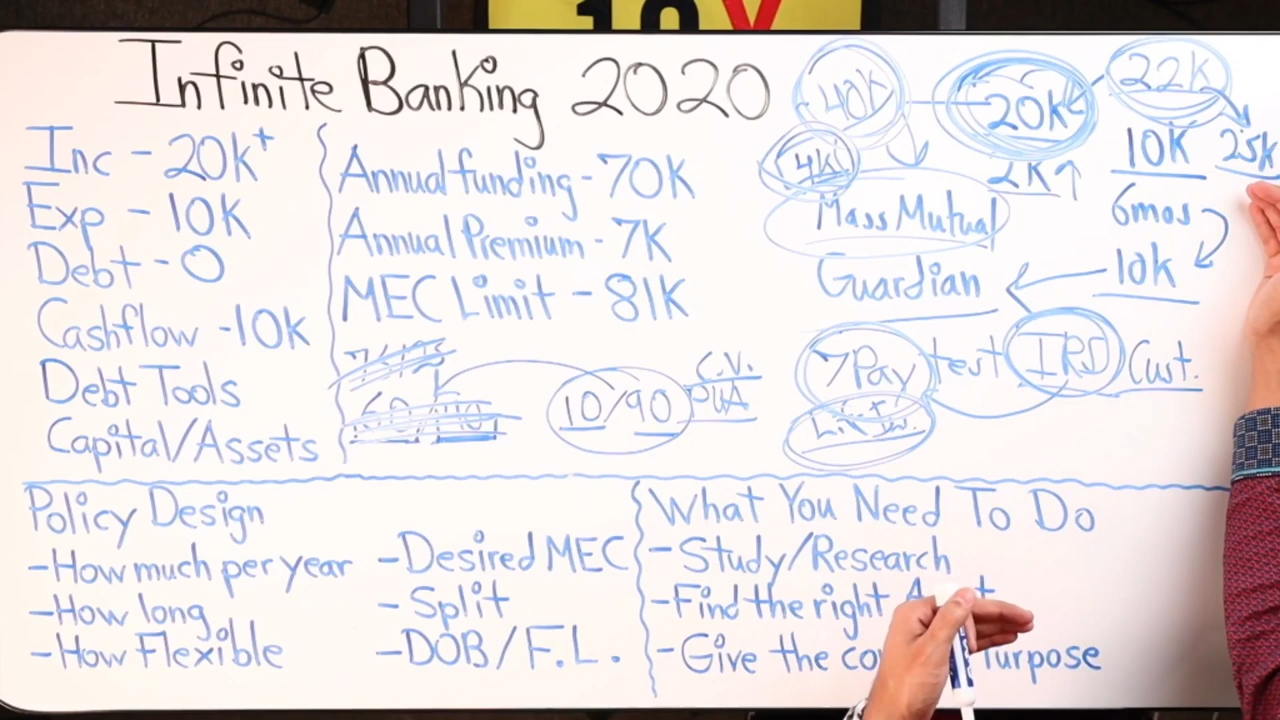 Infinite Banking 2020
Inc - 20K+
Exp - 10K
Debt - 0
Cashflow - 10K
Debt Tools
Capital/Assets
Annual funding - 70K
Annual Premium - 7K
MEC Limit - 81K
10/90
C.V.
PUA
40K
20K
22K
4K
2K
10K
25K
6mos
10K
Mass Mutual
Guardian
7 Pay test IRS Cust.
Policy Design
- How much per year
- How long
- How Flexible
- Desired MEC
- Split
- DOB / F.L.
What You Need To Do
- Study/Research
- Find the right
- Give the Purpose